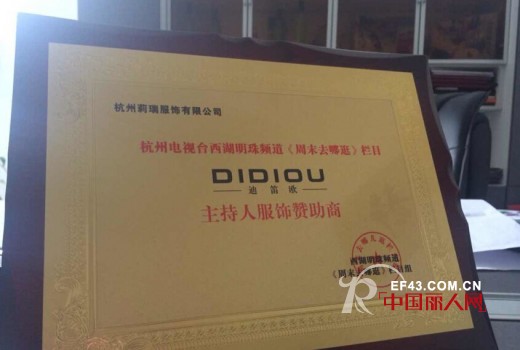 杭州莉瑞服饰有限公司
杭州电视台西湖明珠频道《周末去哪逛》栏目
DIDIOU
迪笛欧
主持人服饰赞助商
西湖明珠频道
《周末去哪逛》栏目组
EF43.COM.CN
中国丽人网